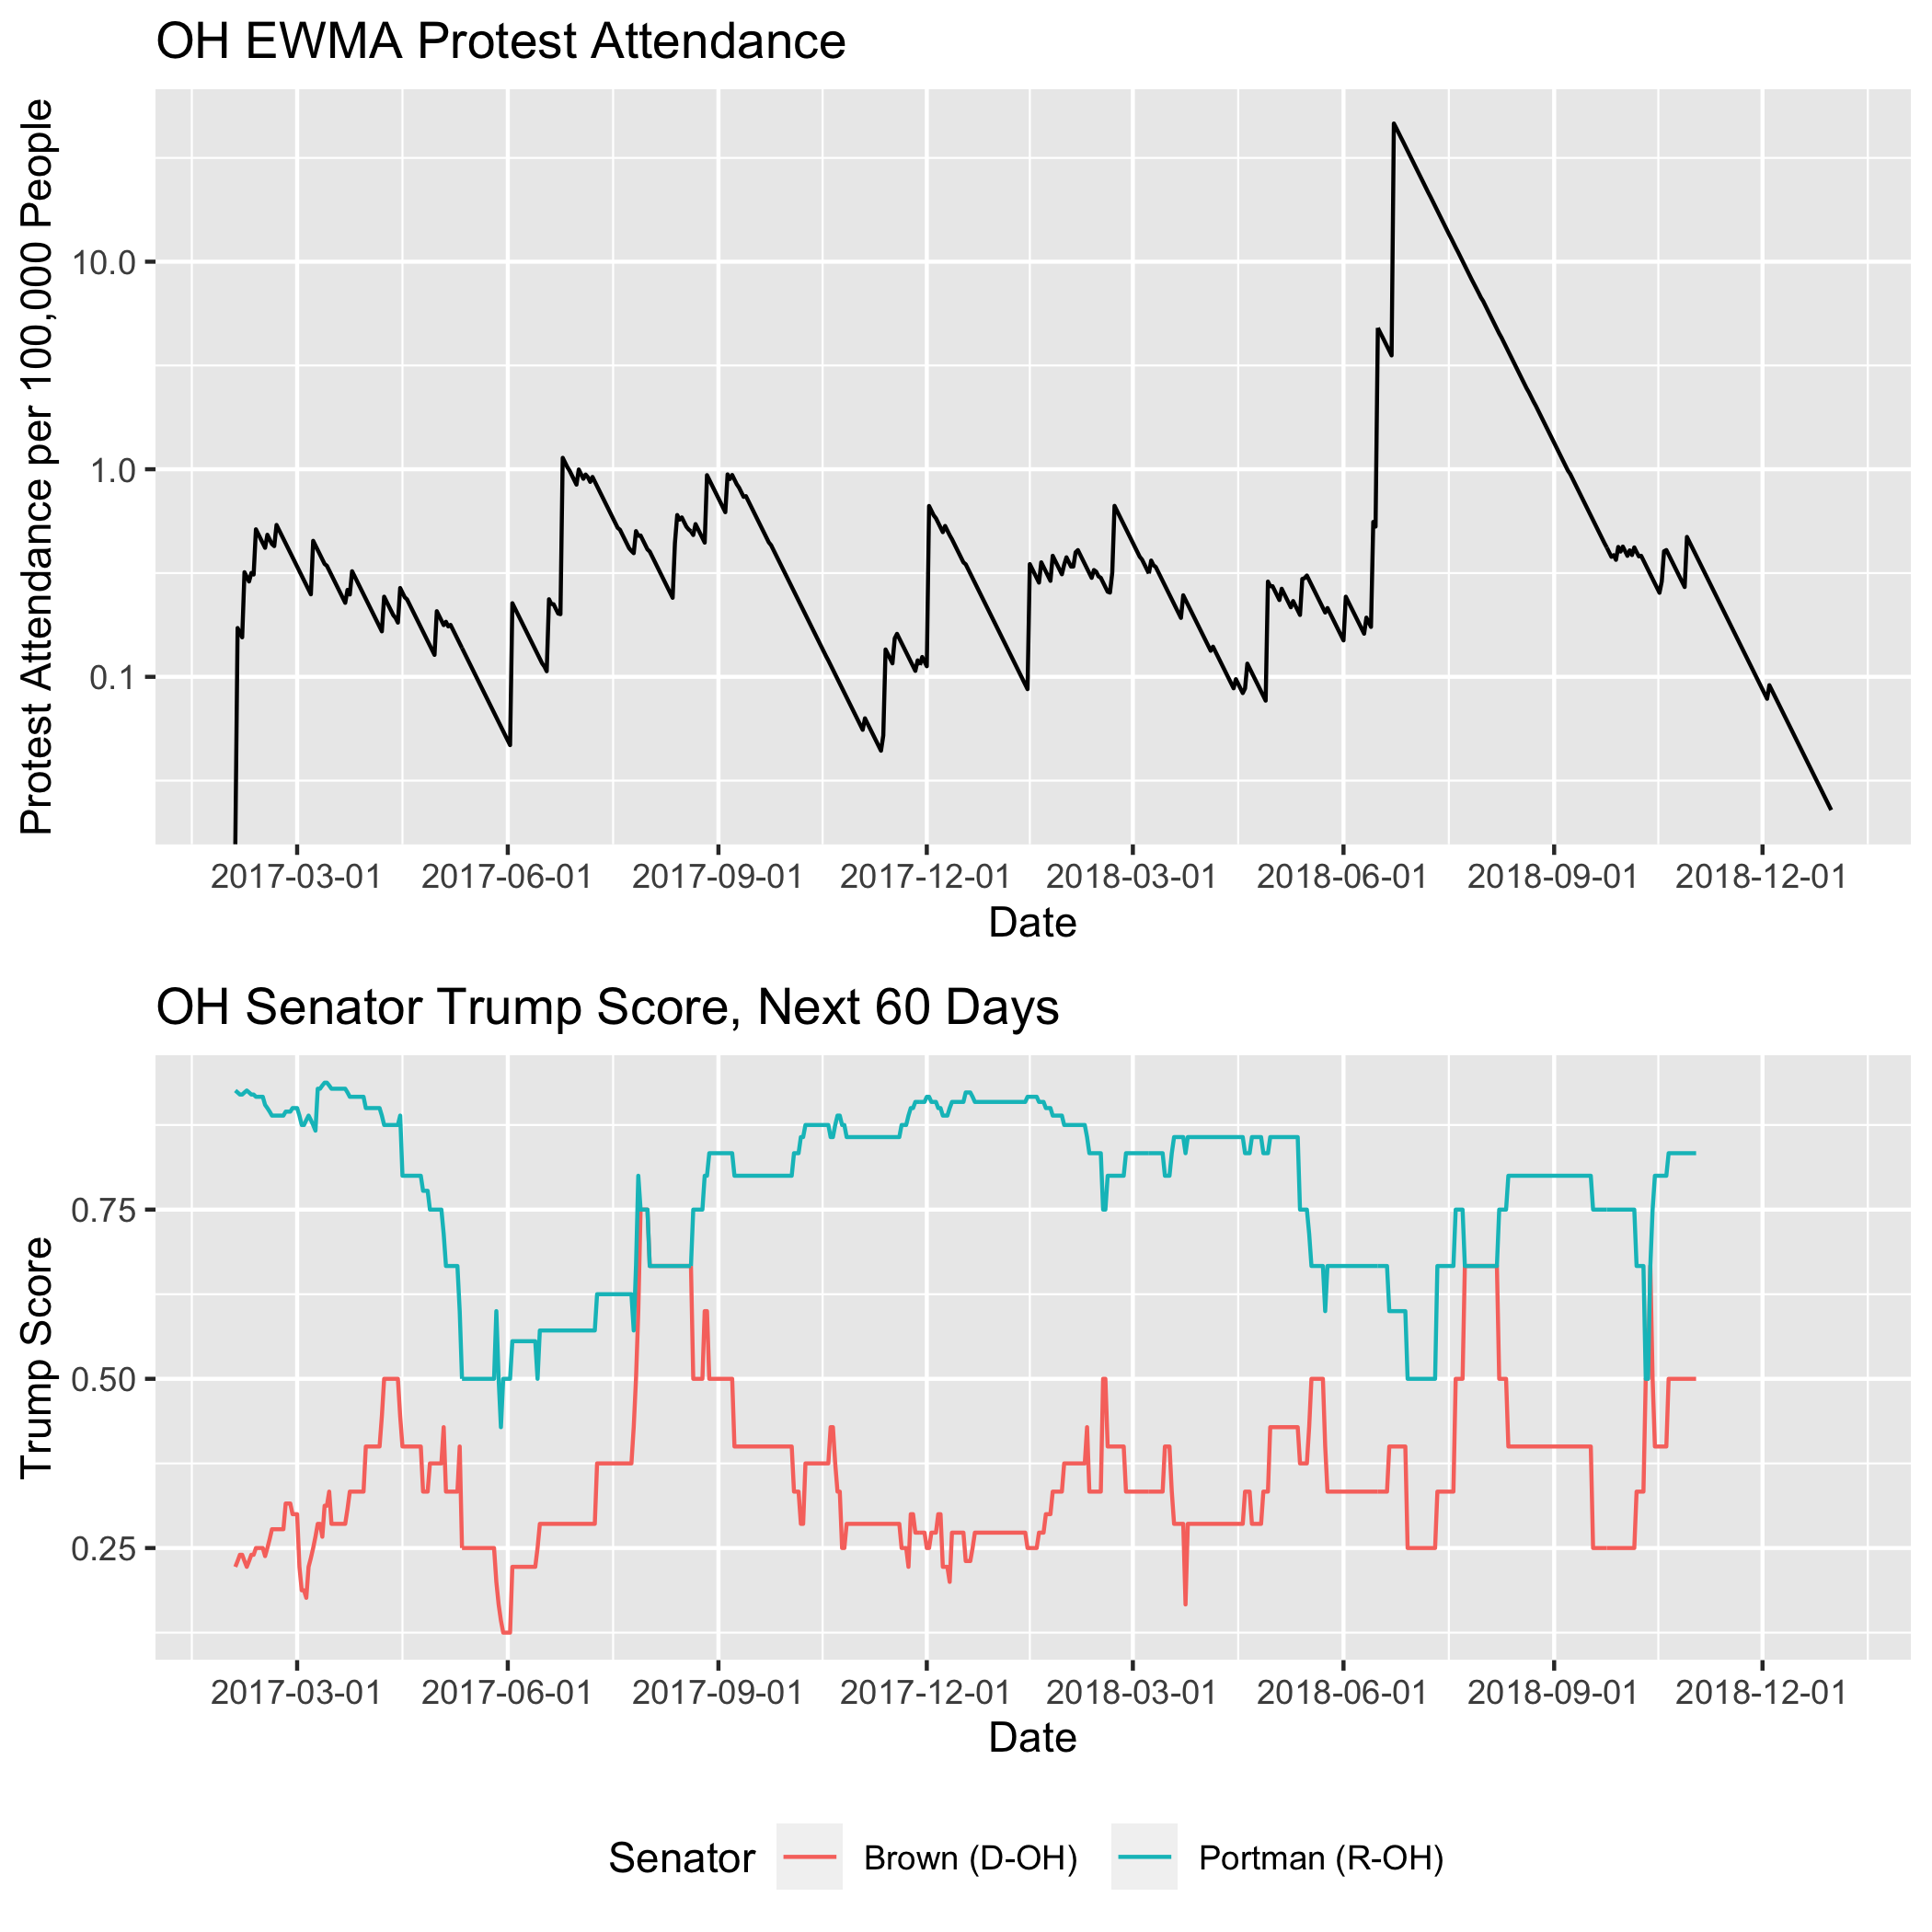 OH EWMA Protest Attendance
Protest Attendance per 100,000 People
10.0
1.0
0.1
2017-03-01 2017-06-01 2017-09-01 2017-12-01 2018-03-01 2018-06-01 2018-09-01 2018-12-01
Date
OH Senator Trump Score, Next 60 Days
Trump Score
0.75
0.50
0.25
2017-03-01 2017-06-01 2017-09-01 2017-12-01 2018-03-01 2018-06-01 2018-09-01 2018-12-01
Date
Senator Brown (D-OH) Portman (R-OH)